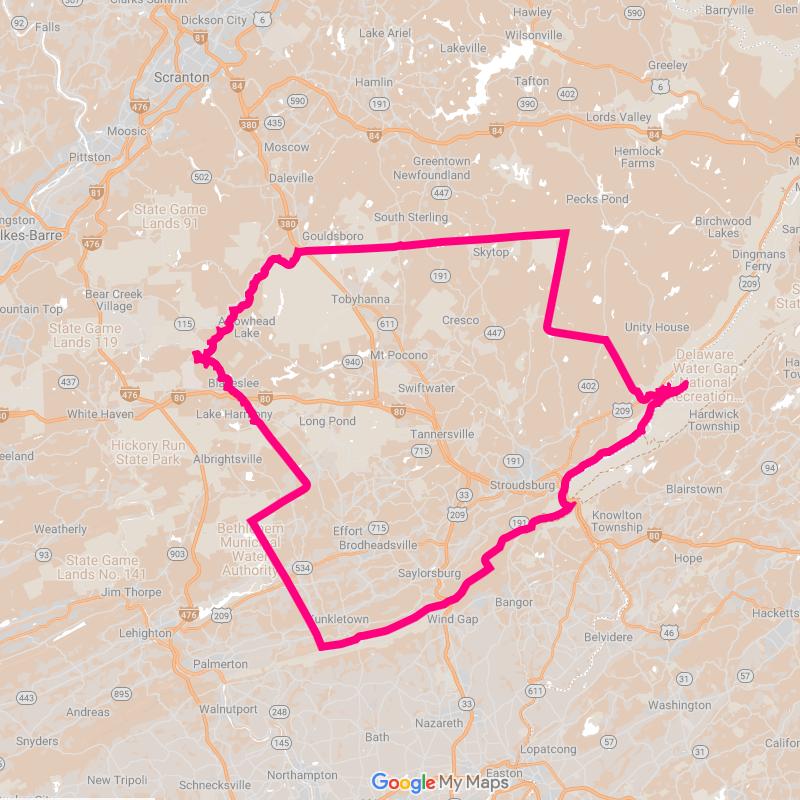 Clarks Summit
Hawley
590
Barryville
Glen
92
Falls
Dickson City
6
Wilsonville
81
Lake Ariel
Lakeville
Greeley
Scranton
84
Hamlin
Tafton
402
6
476
590
191
390
Moosic
380
435
84
Lords Valley
84
Pittston
Moscow
Hemlock
Farms
502
Daleville
Greentown
Newfoundland
81
447
Pecks Pond
State Game
Lands 91
South Sterling
Birchwood
Lakes
380
Gouldsboro
lkes-Barre
476
Skytop
Dingmans
Ferry
191
209
Bear Creek
Village
Tobyhanna
ountain Top
115
Arrowhead
Lake
611
Cresco
447
Unity House
State Game
Lands 119
940
Mt Pocono
Delaware
Water Gap
National
Recreation...
437
Blakeslee
Swiftwater
402
476
80
80
White Haven
Lake Harmony
80
209
Hardwick
Township
Long Pond
Tannersville
Hickory Run
State Park
715
Albrightsville
191
94
Stroudsburg
Blairstown
33
209
Knowlton
Township
Weatherly
Bethlehem
Municipal
Water
Authority
Effort
715
191
80
93
903
Brodheadsville
Hope
State Game
Lands No. 141
534
Saylorsburg
Jim Thorpe
Bangor
476
209
Hacketts
Lehighton
Kunkletown
Wind Gap
46
Belvidere
Palmerton
31
57
443
895
611
Washington
Andreas
Walnutport
248
33
Snyders
145
Bath
Nazareth
57
31
Lopatcong
New Tripoli
Northampton
Easton
Schnecksville
Google My Maps